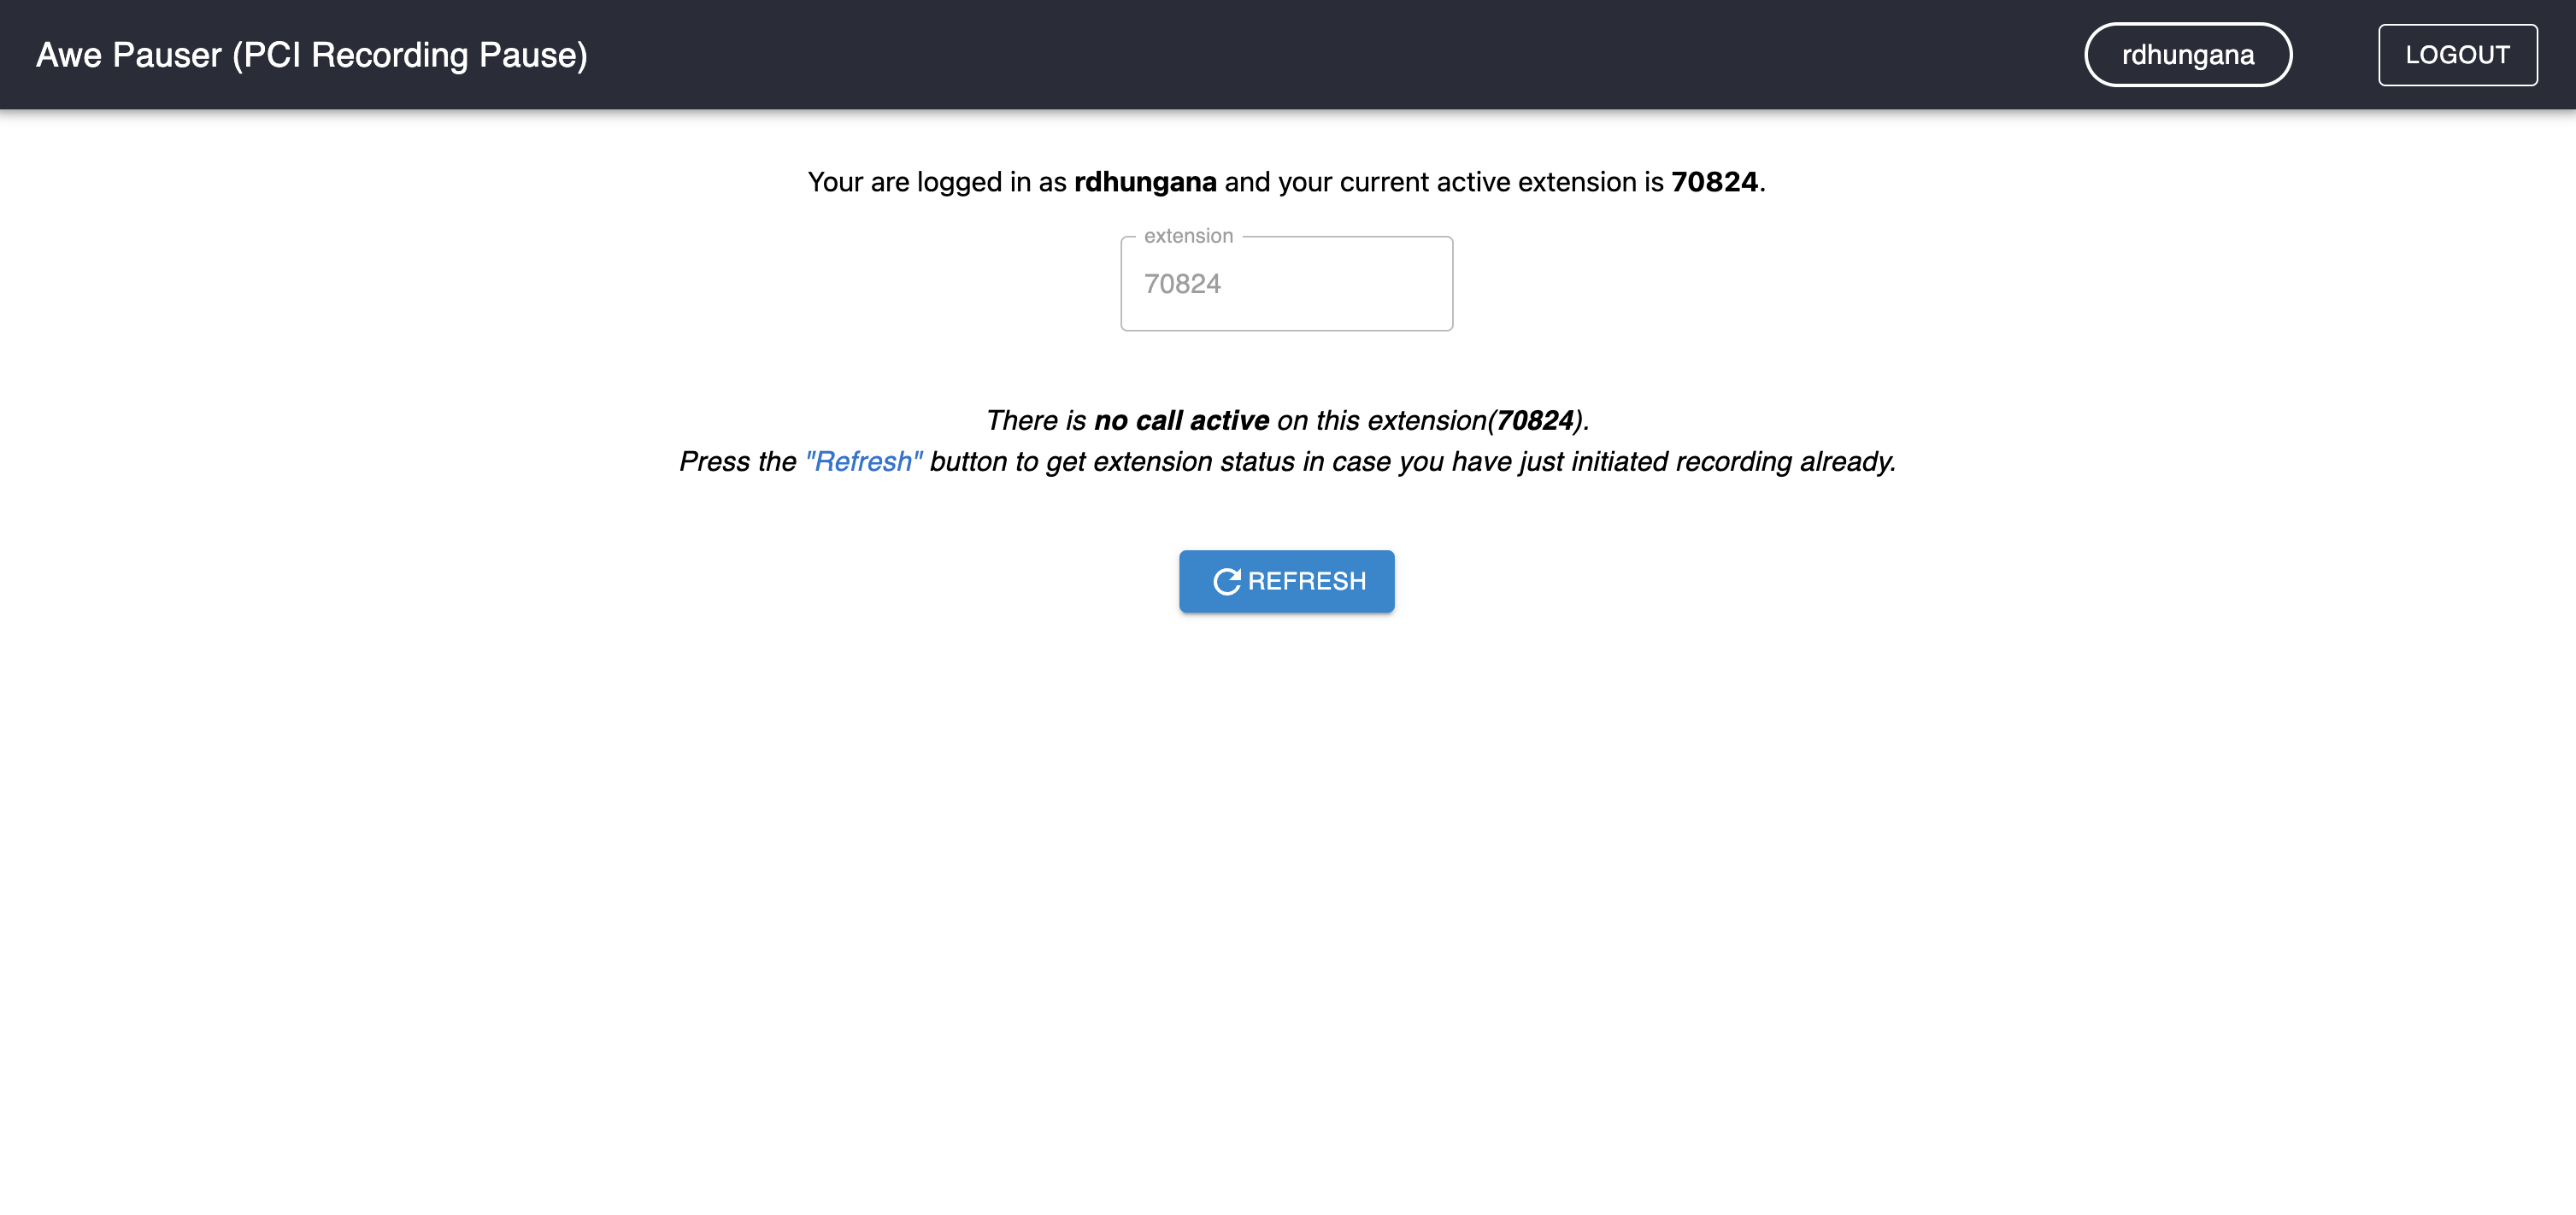 Awe Pauser (PCI Recording Pause)
rdhungana
LOGOUT
Your are logged in as rdhungana and your current active extension is 70824.
extension
70824
There is no call active on this extension(70824).
Press the "Refresh" button to get extension status in case you have just initiated recording already.
REFRESH